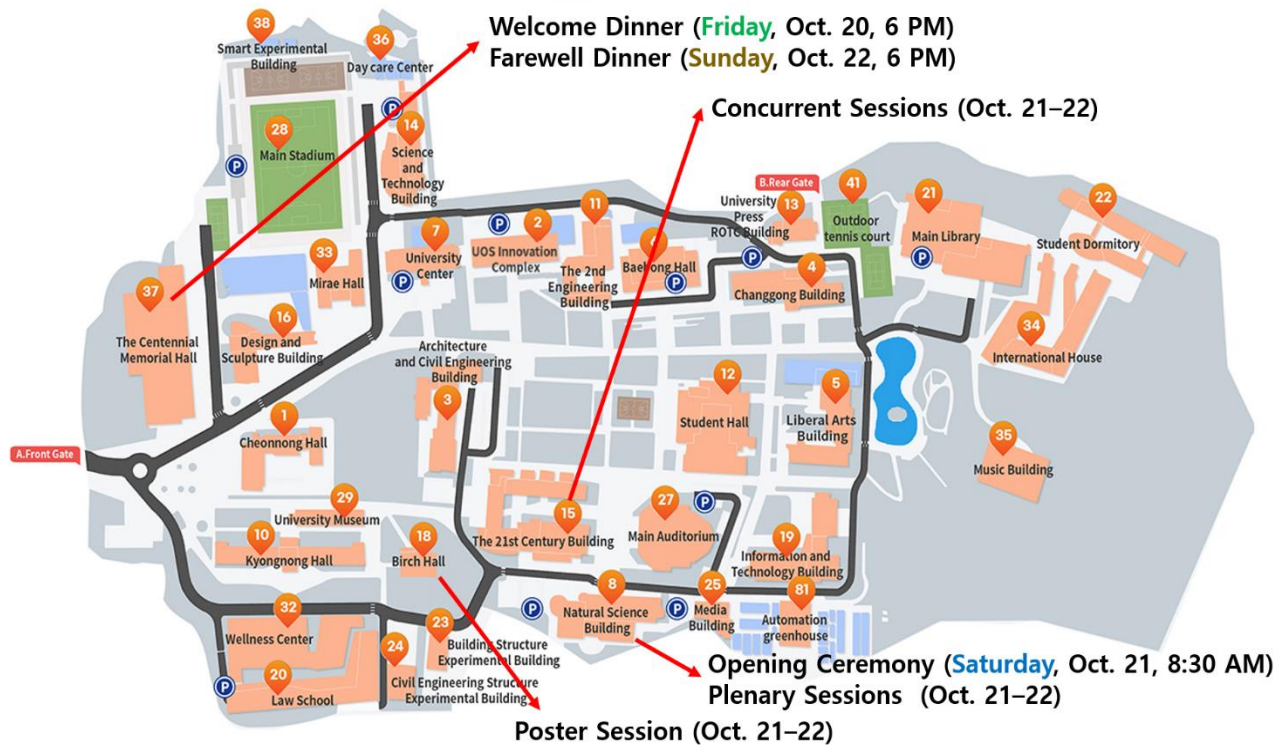 38
Smart Experimental
Building
36
Day care Center
Welcome Dinner (Friday, Oct. 20, 6 PM)
Farewell Dinner (Sunday, Oct. 22, 6 PM)
Concurrent Sessions (Oct. 21–22)
P
28
Main Stadium
14
Science
and
Technology
Building
P
B.Rear Gate
41
Outdoor
tennis court
21
Main Library
22
Student Dormitory
University
Press
ROTC Building
13
11
The 2nd
Engineering
Building
P
2
UOS Innovation
Complex
7
University
Center
P
Baebong Hall
P
P
4
Changgong Building
P
33
Mirae Hall
37
The Centennial
Memorial Hall
16
Design and
Sculpture Building
34
International House
Architecture
and Civil Engineering
Building
3
12
Student Hall
5
Liberal Arts
Building
1
Cheonnong Hall
35
Music Building
A.Front Gate
29
University Museum
10
Kyongnong Hall
18
Birch Hall
15
The 21st Century Building
27
Main Auditorium
P
19
Information and
Technology Building
8
Natural Science
Building
P
P
25
Media
Building
81
Automation
greenhouse
32
Wellness Center
23
Building Structure
Experimental Building
24
Civil Engineering Structure
Experimental Building
20
Law School
P
Opening Ceremony (Saturday, Oct. 21, 8:30 AM)
Plenary Sessions (Oct. 21–22)
Poster Session (Oct. 21–22)